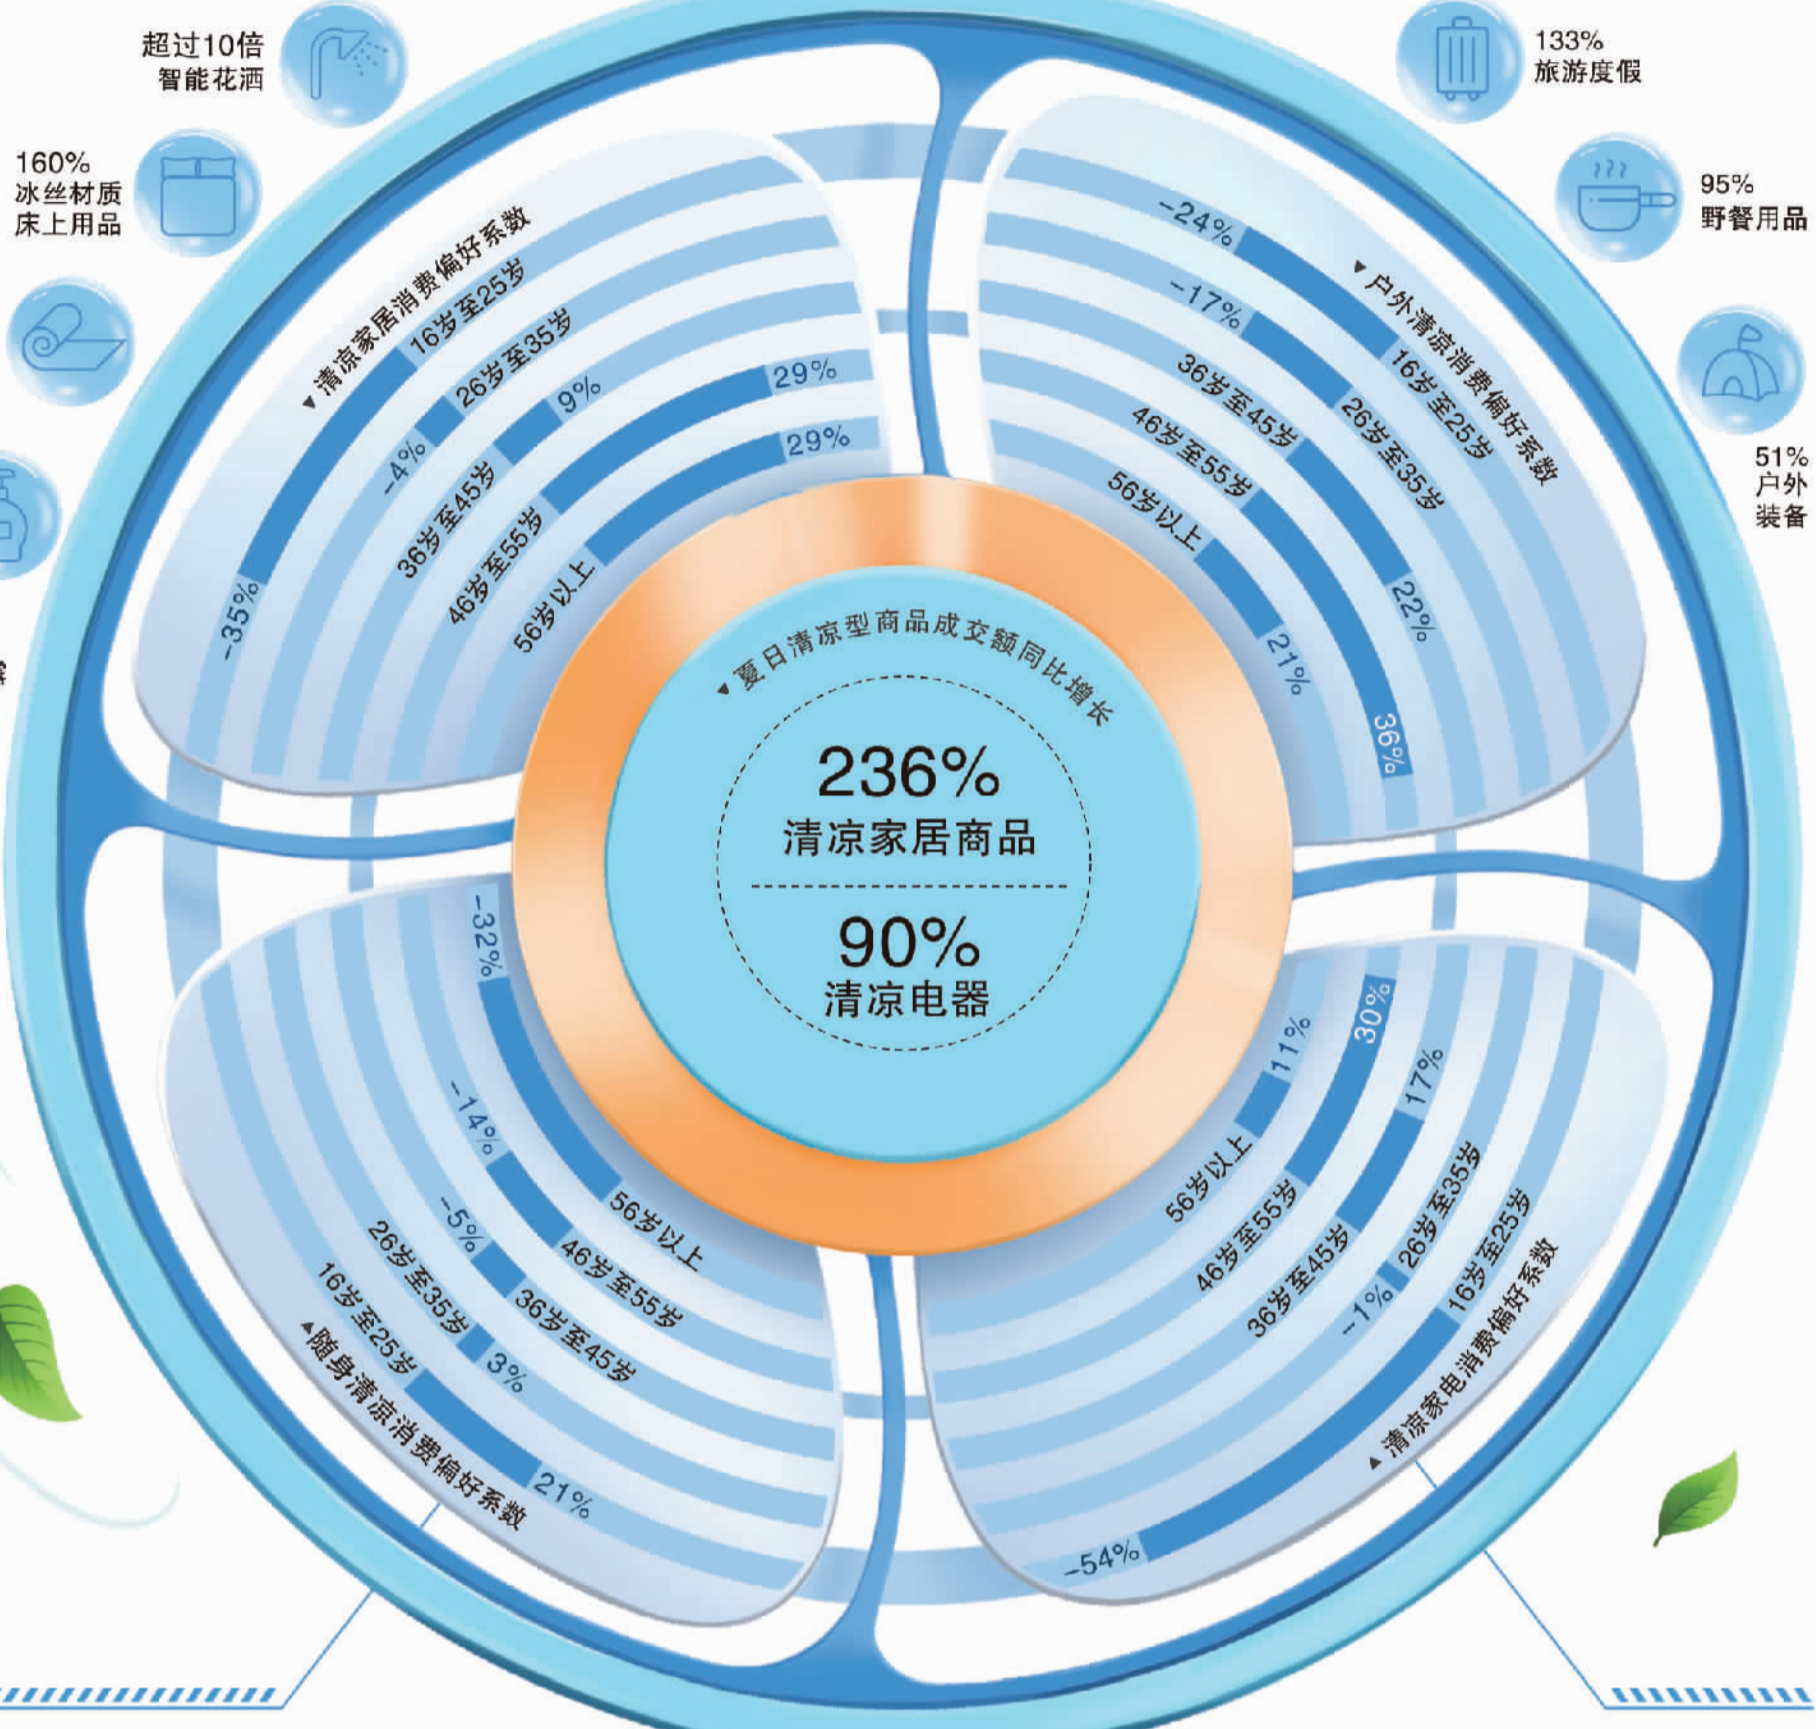 超过10倍
智能花洒
160%
冰丝材质
床上用品
133%
旅游度假
95%
野餐用品
51%
户外
装备
▼清凉家居消费偏好系数
16岁至25岁
-35%
26岁至35岁
-4%
36岁至45岁
9%
46岁至55岁
29%
56岁以上
29%
▼户外清凉消费偏好系数
16岁至25岁
-24%
26岁至35岁
-17%
36岁至45岁
22%
46岁至55岁
36%
56岁以上
21%
▼夏日清凉型商品成交额同比增长
236%
清凉家居商品
90%
清凉电器
-32%
56岁以上
-14%
46岁至55岁
-5%
36岁至45岁
26岁至35岁
3%
16岁至25岁
21%
▲随身清凉消费偏好系数
11%
56岁以上
30%
46岁至55岁
17%
36岁至45岁
26岁至35岁
-1%
16岁至25岁
-54%
▲清凉家电消费偏好系数